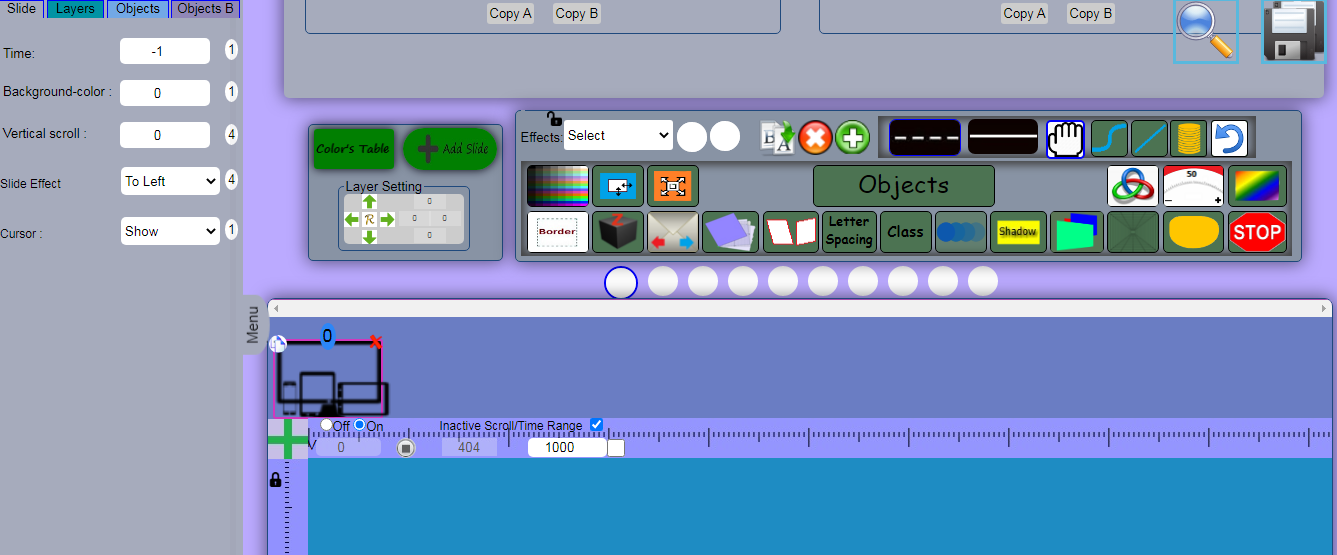 Slide Layers Objects Objects B
Copy A Copy B
Copy A Copy B
Time: -1 1
Background-color : 0 1
Vertical scroll : 0 4
Slide Effect To Left 4
Cursor : Show 1
Color's Table Add Slide
Layer Setting
0
R 0 0
0
Effects: Select
B A
Objects
50
- +
Border
Z
Letter Spacing
Class
Shadow
STOP
Menu
0
Off On Inactive Scroll/Time Range
V 0 404 1000